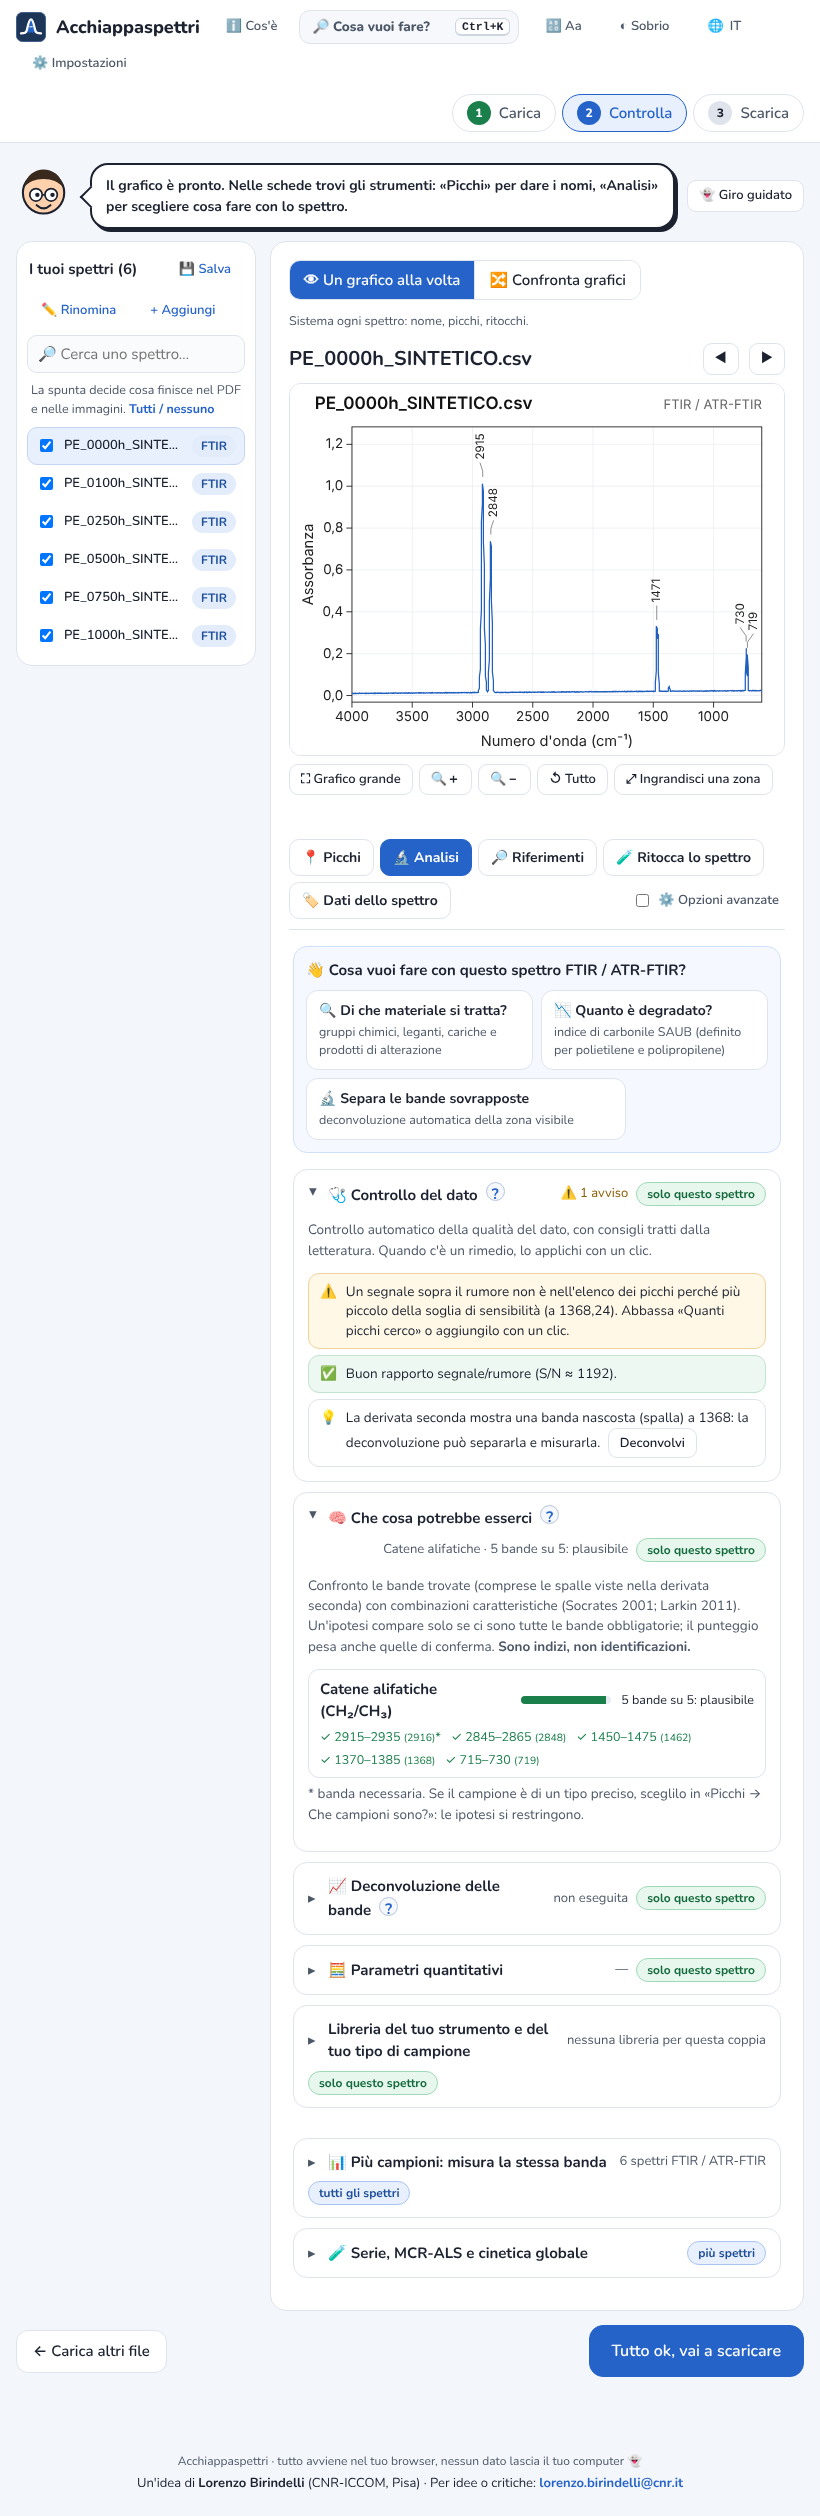 Acchiappaspettri
ℹ️ Cos'è
🔎 Cosa vuoi fare? Ctrl+K
🔠 Aa
Sobrio
🌐 IT
⚙️ Impostazioni
1 Carica
2 Controlla
3 Scarica
Il grafico è pronto. Nelle schede trovi gli strumenti: «Picchi» per dare i nomi, «Analisi»
per scegliere cosa fare con lo spettro.
👻 Giro guidato
I tuoi spettri (6)
💾 Salva
✏️ Rinomina
+ Aggiungi
🔎 Cerca uno spettro...
La spunta decide cosa finisce nel PDF
e nelle immagini. Tutti / nessuno
PE_0000h_SINTE... FTIR
PE_0100h_SINTE... FTIR
PE_0250h_SINTE... FTIR
PE_0500h_SINTE... FTIR
PE_0750h_SINTE... FTIR
PE_1000h_SINTE... FTIR
👁 Un grafico alla volta
🔀 Confronta grafici
Sistema ogni spettro: nome, picchi, ritocchi.
PE_0000h_SINTETICO.csv
◀ ▶
PE_0000h_SINTETICO.csv
FTIR / ATR-FTIR
Assorbanza
1,2
1,0
0,8
0,6
0,4
0,2
0,0
2915
2848
1471
730
719
4000 3500 3000 2500 2000 1500 1000
Numero d'onda (cm⁻¹)
⛶ Grafico grande
🔍 +
🔍 −
↺ Tutto
⤢ Ingrandisci una zona
📍 Picchi
🔬 Analisi
🔎 Riferimenti
🧪 Ritocca lo spettro
🏷️ Dati dello spettro
⚙️ Opzioni avanzate
👋 Cosa vuoi fare con questo spettro FTIR / ATR-FTIR?
🔍 Di che materiale si tratta?
gruppi chimici, leganti, cariche e
prodotti di alterazione
📉 Quanto è degradato?
indice di carbonile SAUB (definito
per polietilene e polipropilene)
🔬 Separa le bande sovrapposte
deconvoluzione automatica della zona visibile
▾ 🩺 Controllo del dato ?
⚠️ 1 avviso
solo questo spettro
Controllo automatico della qualità del dato, con consigli tratti dalla
letteratura. Quando c'è un rimedio, lo applichi con un clic.
⚠️ Un segnale sopra il rumore non è nell'elenco dei picchi perché più
piccolo della soglia di sensibilità (a 1368,24). Abbassa «Quanti
picchi cerco» o aggiungilo con un clic.
✅ Buon rapporto segnale/rumore (S/N ≈ 1192).
💡 La derivata seconda mostra una banda nascosta (spalla) a 1368: la
deconvoluzione può separarla e misurarla. Deconvolvi
▾ 🧠 Che cosa potrebbe esserci ?
Catene alifatiche · 5 bande su 5: plausibile
solo questo spettro
Confronto le bande trovate (comprese le spalle viste nella derivata
seconda) con combinazioni caratteristiche (Socrates 2001; Larkin 2011).
Un'ipotesi compare solo se ci sono tutte le bande obbligatorie; il punteggio
pesa anche quelle di conferma. Sono indizi, non identificazioni.
Catene alifatiche
(CH₂/CH₃)
5 bande su 5: plausibile
✓ 2915–2935 (2916)* ✓ 2845–2865 (2848) ✓ 1450–1475 (1462)
✓ 1370–1385 (1368) ✓ 715–730 (719)
* banda necessaria. Se il campione è di un tipo preciso, sceglilo in «Picchi →
Che campioni sono?»: le ipotesi si restringono.
▸ 📈 Deconvoluzione delle
bande ?
non eseguita
solo questo spettro
▸ 🧮 Parametri quantitativi
—
solo questo spettro
▸ Libreria del tuo strumento e del
tuo tipo di campione
nessuna libreria per questa coppia
solo questo spettro
▸ 📊 Più campioni: misura la stessa banda
6 spettri FTIR / ATR-FTIR
tutti gli spettri
▸ 🧪 Serie, MCR-ALS e cinetica globale
più spettri
← Carica altri file
Tutto ok, vai a scaricare
Acchiappaspettri · tutto avviene nel tuo browser, nessun dato lascia il tuo computer 👻
Un'idea di Lorenzo Birindelli (CNR-ICCOM, Pisa) · Per idee o critiche: lorenzo.birindelli@cnr.it